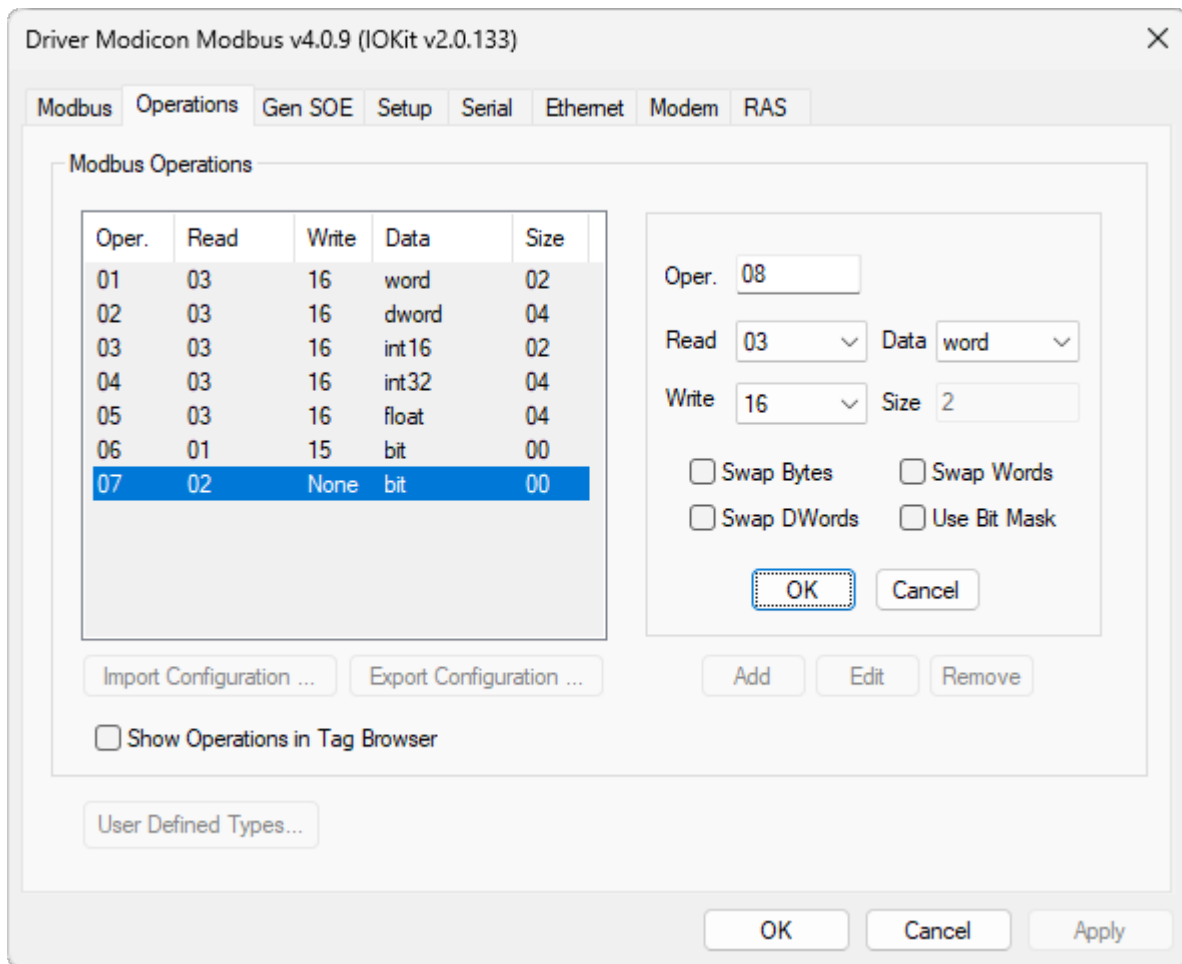 Driver Modicon Modbus v4.0.9 (IOKit v2.0.133)
Modbus Operations Gen SOE Setup Serial Ethernet Modem RAS
Modbus Operations
Oper. Read Write Data Size
01 03 16 word 02
02 03 16 dword 04
03 03 16 int16 02
04 03 16 int32 04
05 03 16 float 04
06 01 15 bit 00
07 02 None bit 00
Oper. 08
Read 03 Data word
Write 16 Size 2
Swap Bytes Swap Words
Swap DWords Use Bit Mask
OK Cancel
Import Configuration ... Export Configuration ... Add Edit Remove
Show Operations in Tag Browser
User Defined Types...
OK Cancel Apply